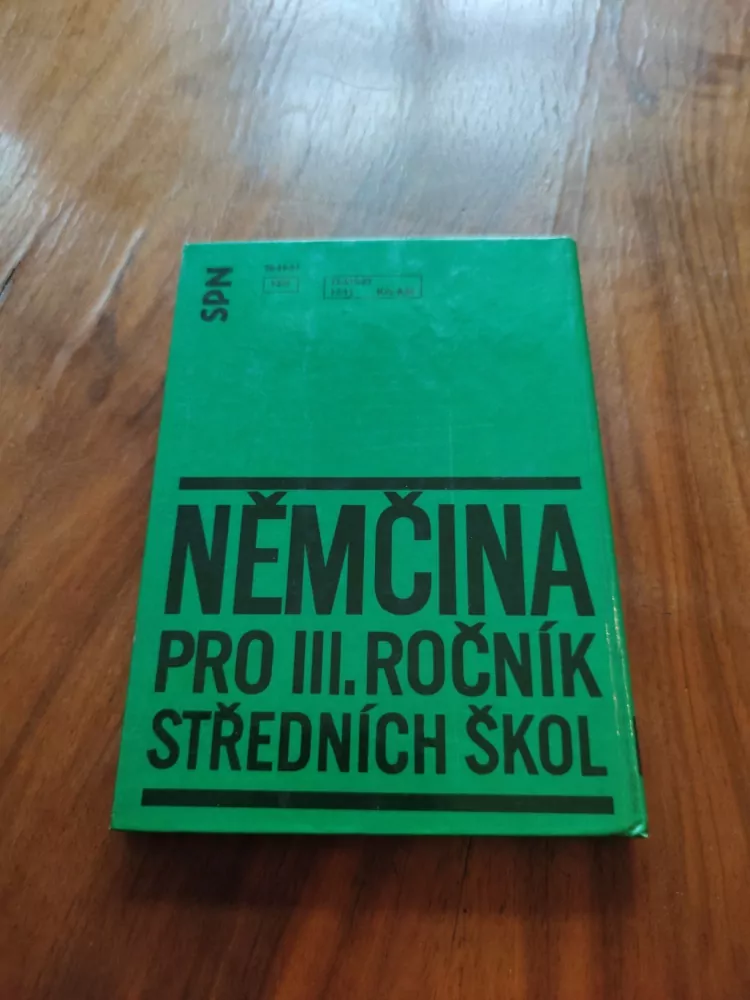 SPN
NĚMČINA
PRO III. ROČNÍK
STŘEDNÍCH ŠKOL